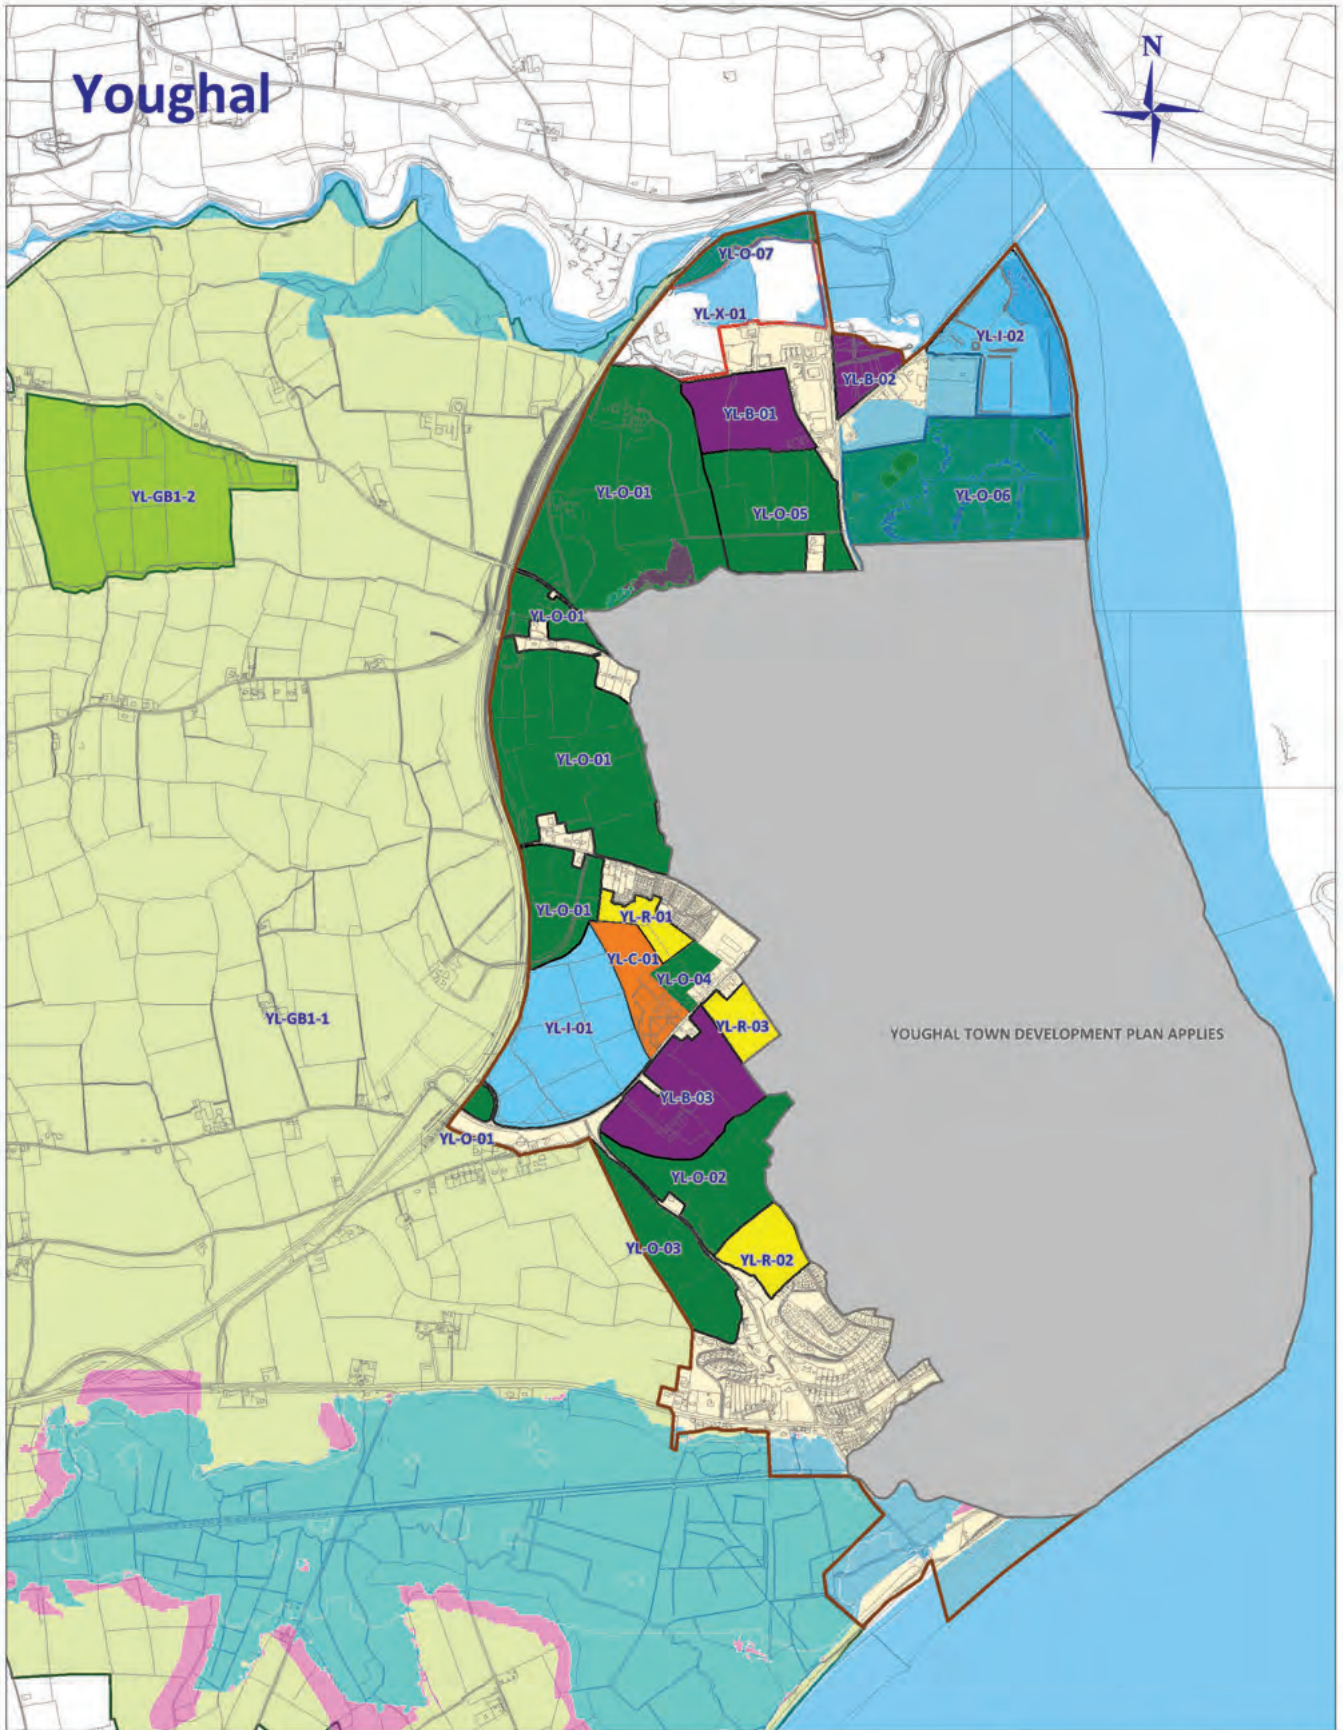 N
Youghal
YL-O-07
YL-X-01
YL-I-02
YL-B-02
YL-B-01
YL-GB1-2
YL-O-01
YL-O-06
YL-O-05
YL-O-01
YL-O-01
YL-O-01
YL-R-01
YL-C-01
YL-O-04
YL-GB1-1
YL-I-01
YL-R-03
YOUGHAL TOWN DEVELOPMENT PLAN APPLIES
YL-B-03
YL-O-01
YL-O-02
YL-O-03
YL-R-02